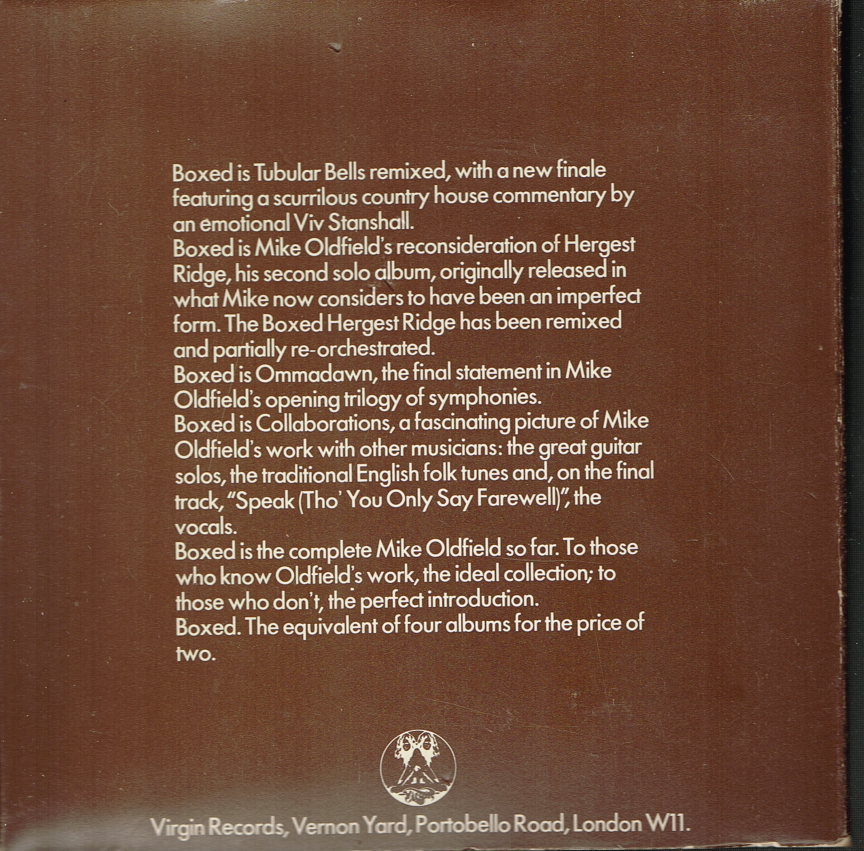 Boxed is Tubular Bells remixed, with a new finale
featuring a scurrilous country house commentary by
an emotional Viv Stanshall.
Boxed is Mike Oldfield's reconsideration of Hergest
Ridge, his second solo album, originally released in
what Mike now considers to have been an imperfect
form. The Boxed Hergest Ridge has been remixed
and partially re-orchestrated.
Boxed is Ommadawn, the final statement in Mike
Oldfield's opening trilogy of symphonies.
Boxed is Collaborations, a fascinating picture of Mike
Oldfield's work with other musicians: the great guitar
solos, the traditional English folk tunes and, on the final
track, “Speak (Tho' You Only Say Farewell)”, the
vocals.
Boxed is the complete Mike Oldfield so far. To those
who know Oldfield's work, the ideal collection; to
those who don't, the perfect introduction.
Boxed. The equivalent of four albums for the price of
two.
Virgin Records, Vernon Yard, Portobello Road, London W11.